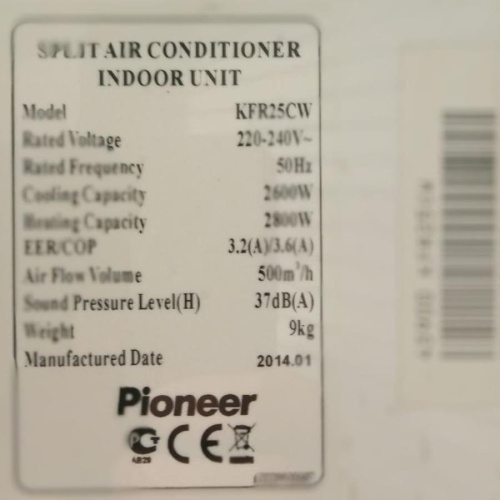 SPLIT AIR CONDITIONER
INDOOR UNIT
Model KFR25CW
Rated Voltage 220-240V~
Rated Frequency 50Hz
Cooling Capacity 2600W
Heating Capacity 2800W
EER/COP 3.2(A)/3.6(A)
Air Flow Volume 500m³/h
Sound Pressure Level(H) 37dB(A)
Weight 9kg
Manufactured Date 2014.01
Pioneer
CE